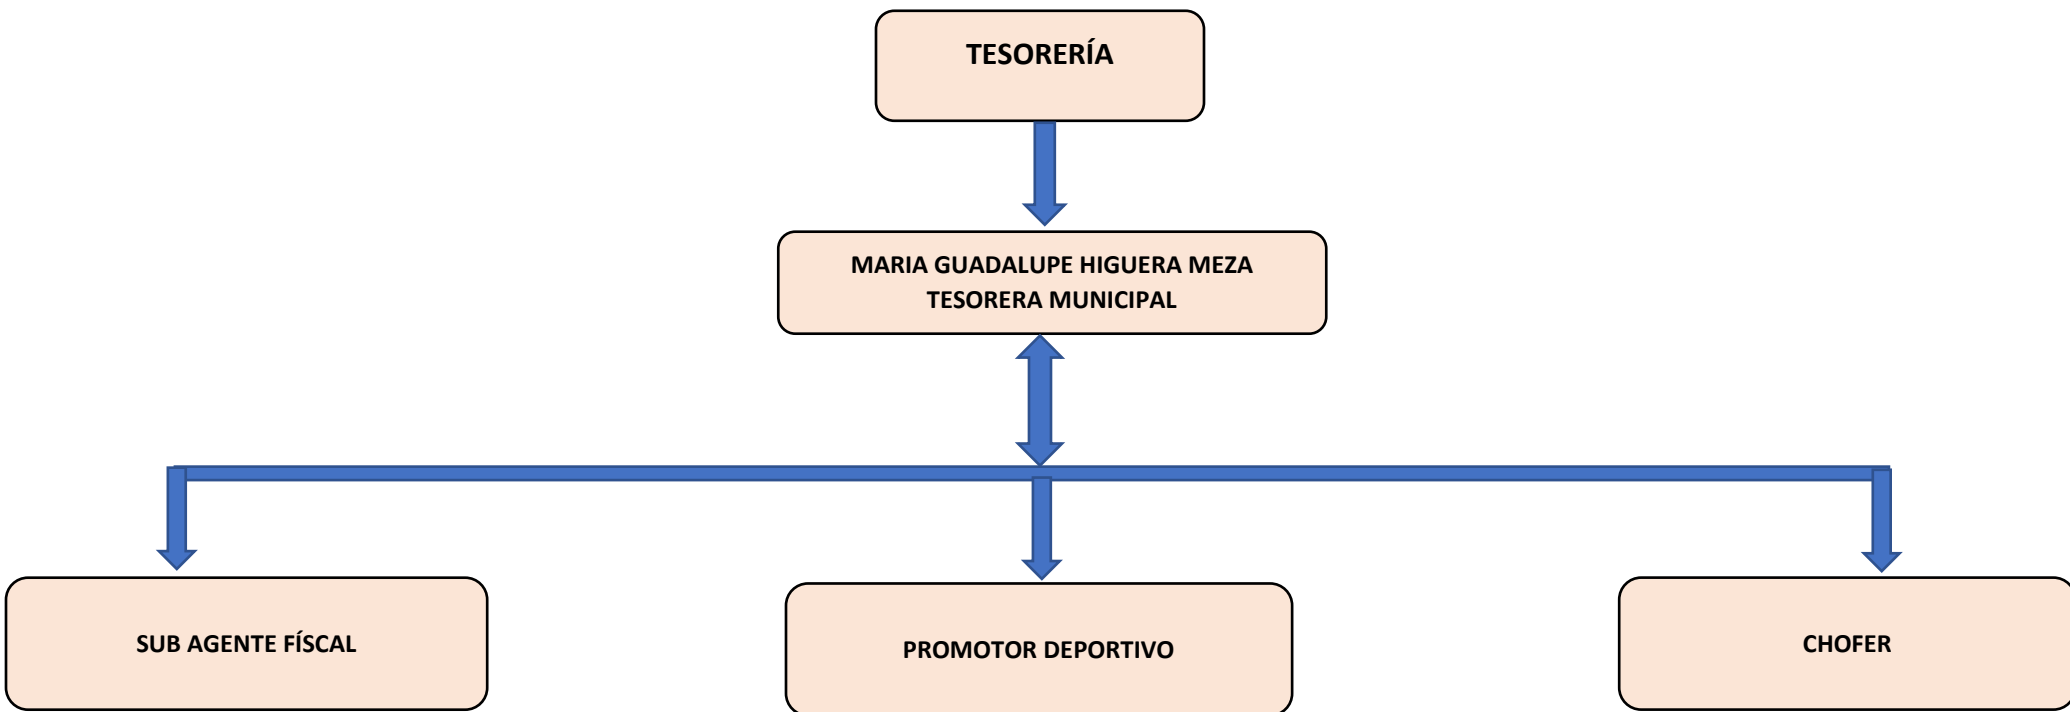 TESORERÍA
MARIA GUADALUPE HIGUERA MEZA
TESORERA MUNICIPAL
SUB AGENTE FÍSCAL
PROMOTOR DEPORTIVO
CHOFER